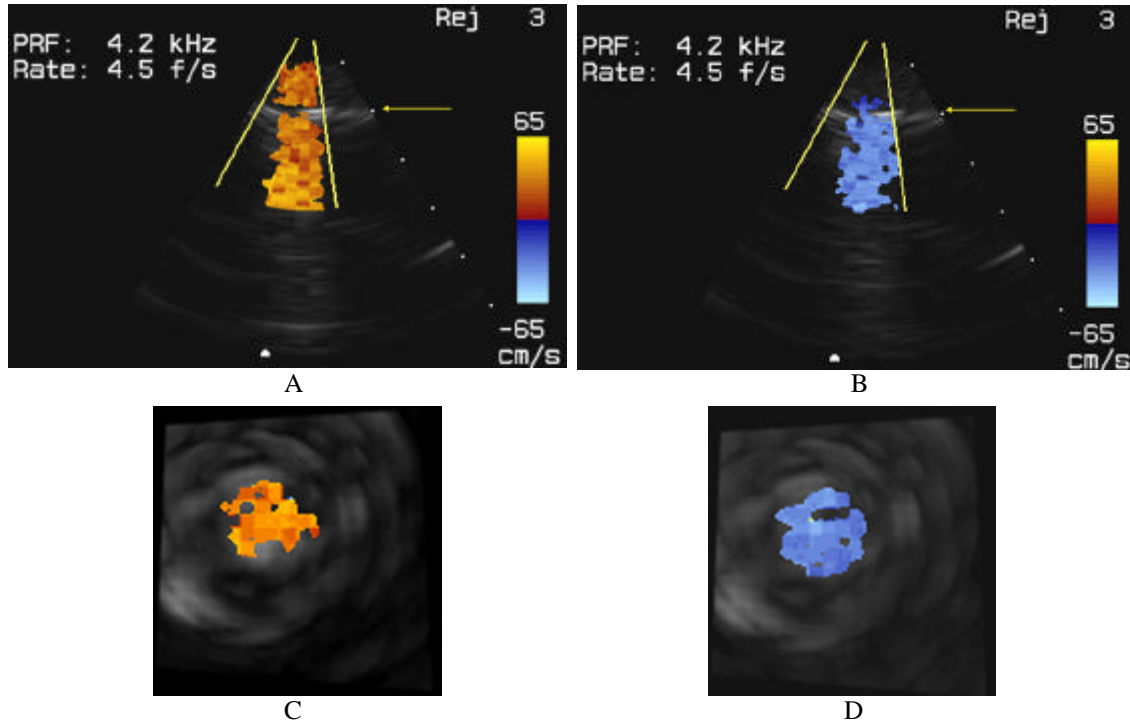 Rej 3
PRF: 4.2 kHz
Rate: 4.5 f/s
65
-65
cm/s
A
Rej 3
PRF: 4.2 kHz
Rate: 4.5 f/s
65
-65
cm/s
B
C
D